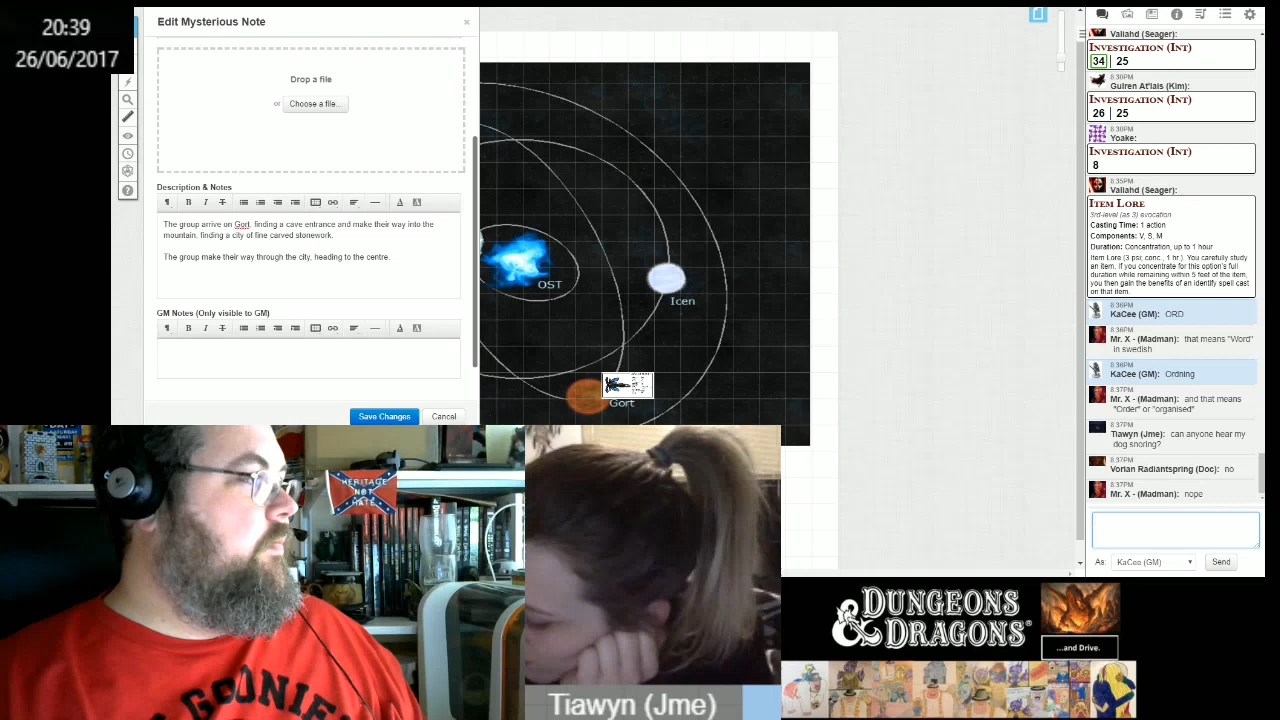 20:39
26/06/2017
Edit Mysterious Note
×
Drop a file
or Choose a file...
Description & Notes
The group arrive on Gort, finding a cave entrance and make their way into the
mountain, finding a city of fine carved stonework.
The group make their way through the city, heading to the centre.
GM Notes (Only visible to GM)
Save Changes
Cancel
OST
Icen
Gort
Valiahd (Seager):
Investigation (Int)
34 | 25
8:30PM
Guiren At'lais (Kim):
Investigation (Int)
26 | 25
8:30PM
Yoake:
Investigation (Int)
8
8:35PM
Valiahd (Seager):
Item Lore
3rd-level (as 3) evocation
Casting Time: 1 action
Components: V, S, M
Duration: Concentration, up to 1 hour
Item Lore (3 psi, conc., 1 hr.) You carefully study
an item. If you concentrate for this option's full
duration while remaining within 5 feet of the item,
you then gain the benefits of an identify spell cast
on that item.
8:36PM
KaCee (GM): ORD
8:36PM
Mr. X - (Madman): that means "Word"
in swedish
8:36PM
KaCee (GM): Ordning
8:37PM
Mr. X - (Madman): and that means
"Order" or "organised"
8:37PM
Tiawyn (Jme): can anyone hear my
dog snoring?
8:37PM
Vorian Radiantspring (Doc): no
8:37PM
Mr. X - (Madman): nope
As: KaCee (GM)
Send
HERITAGE
NOT
HATE
GOONIE
Tiawyn (Jme)
DUNGEONS
& DRAGONS®
...and Drive.